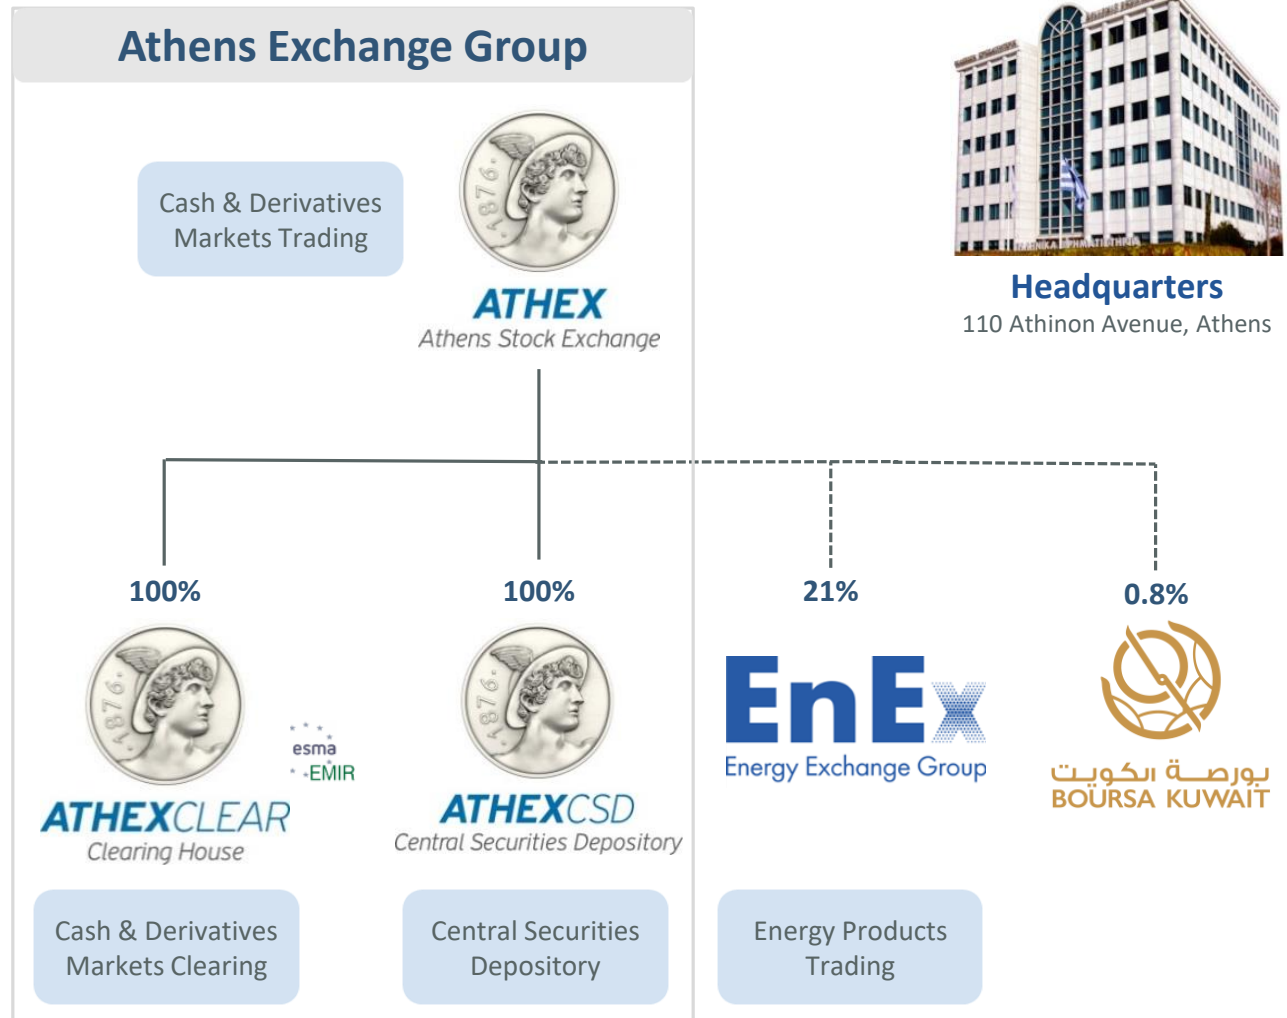 Athens Exchange Group
Cash & Derivatives
Markets Trading
·1876·
ATHEX
Athens Stock Exchange
Headquarters
110 Athinon Avenue, Athens
100%
100%
21%
0.8%
·1876·
esma
EMIR
ATHEXCLEAR
Clearing House
·1876·
ATHEXCSD
Central Securities Depository
EnEx
Energy Exchange Group
بورصة الكويت
BOURSA KUWAIT
Cash & Derivatives
Markets Clearing
Central Securities
Depository
Energy Products
Trading